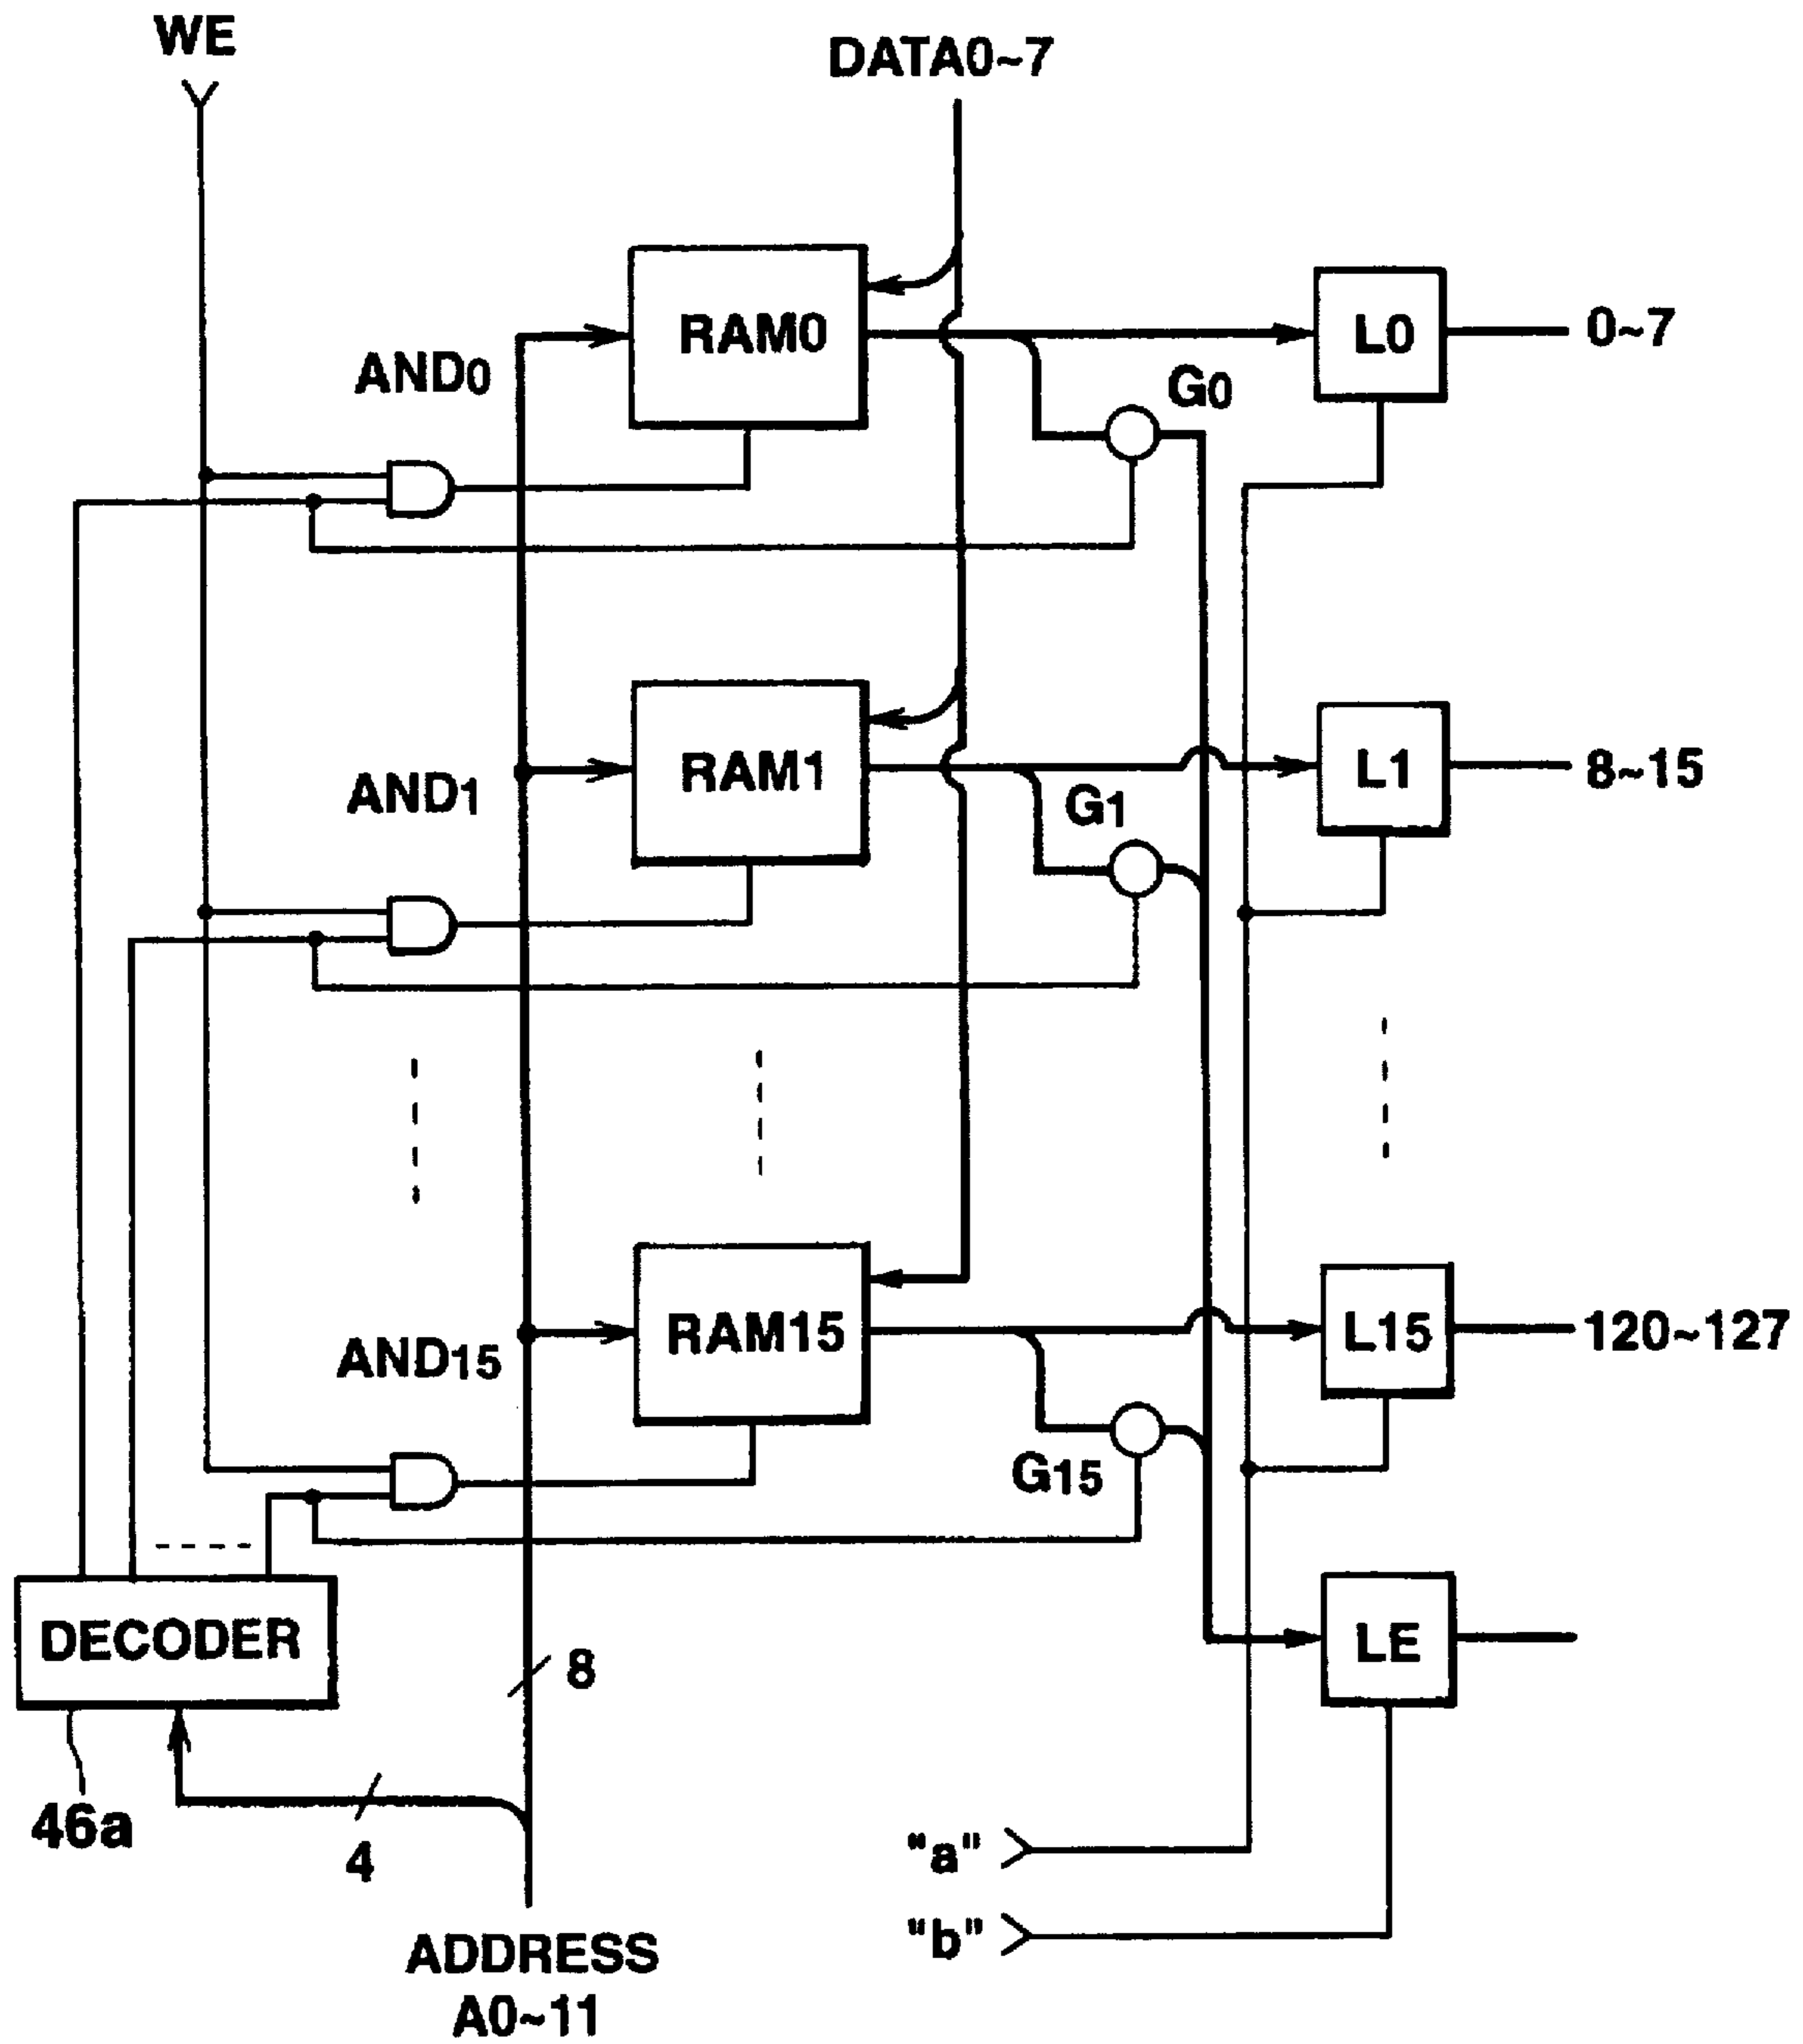 WE
DATA0~7
RAM0
L0
0~7
AND0
G0
RAM1
L1
8~15
AND1
G1
RAM15
L15
120~127
AND15
G15
DECODER
LE
8
46a
4
"a"
"b"
ADDRESS
A0~11